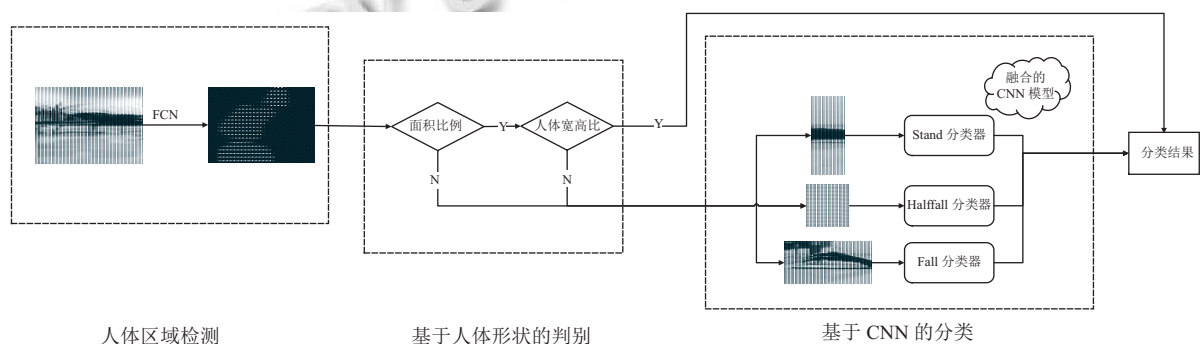 FCN
面积比例
Y
人体宽高比
Y
N
N
融合的
CNN 模型
Stand 分类器
Halffall 分类器
Fall 分类器
分类结果
人体区域检测
基于人体形状的判别
基于 CNN 的分类